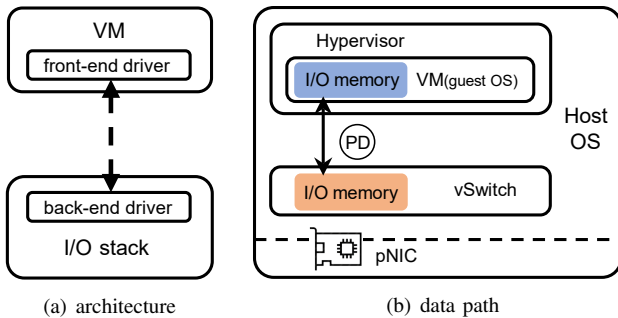 VM
front-end driver
back-end driver
I/O stack
(a) architecture
Hypervisor
I/O memory VM(guest OS)
Host
OS
PD
I/O memory vSwitch
pNIC
(b) data path